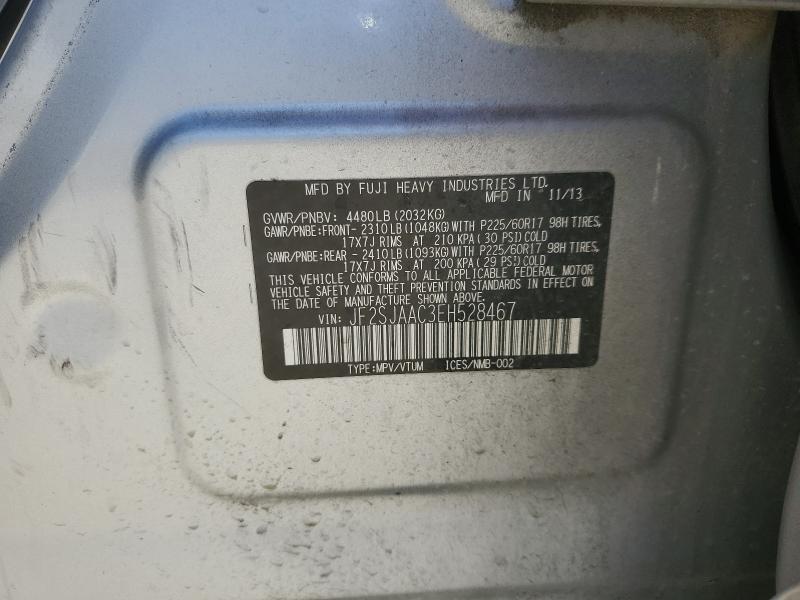 MFD BY FUJI HEAVY INDUSTRIES LTD.
MFD IN 11/13
GVWR/PNBV: 4480LB(2032KG)
GAWR/PNBE:FRONT- 2310LB(1048KG)WITH P225/60R17 98H TIRES,
17X7J RIMS AT 210 KPA(30 PSI)COLD
GAWR/PNBE:REAR - 2410LB(1093KG)WITH P225/60R17 98H TIRES,
17X7J RIMS AT 200 KPA(29 PSI)COLD
THIS VEHICLE CONFORMS TO ALL APPLICABLE FEDERAL MOTOR
VEHICLE SAFETY AND THEFT PREVENTION STANDARDS IN EFFECT ON
THE DATE OF MANUFACTURE SHOWN ABOVE.
VIN: JF2SJAAC3EH528467
TYPE:MPV/VTUM ICES/NMB-002